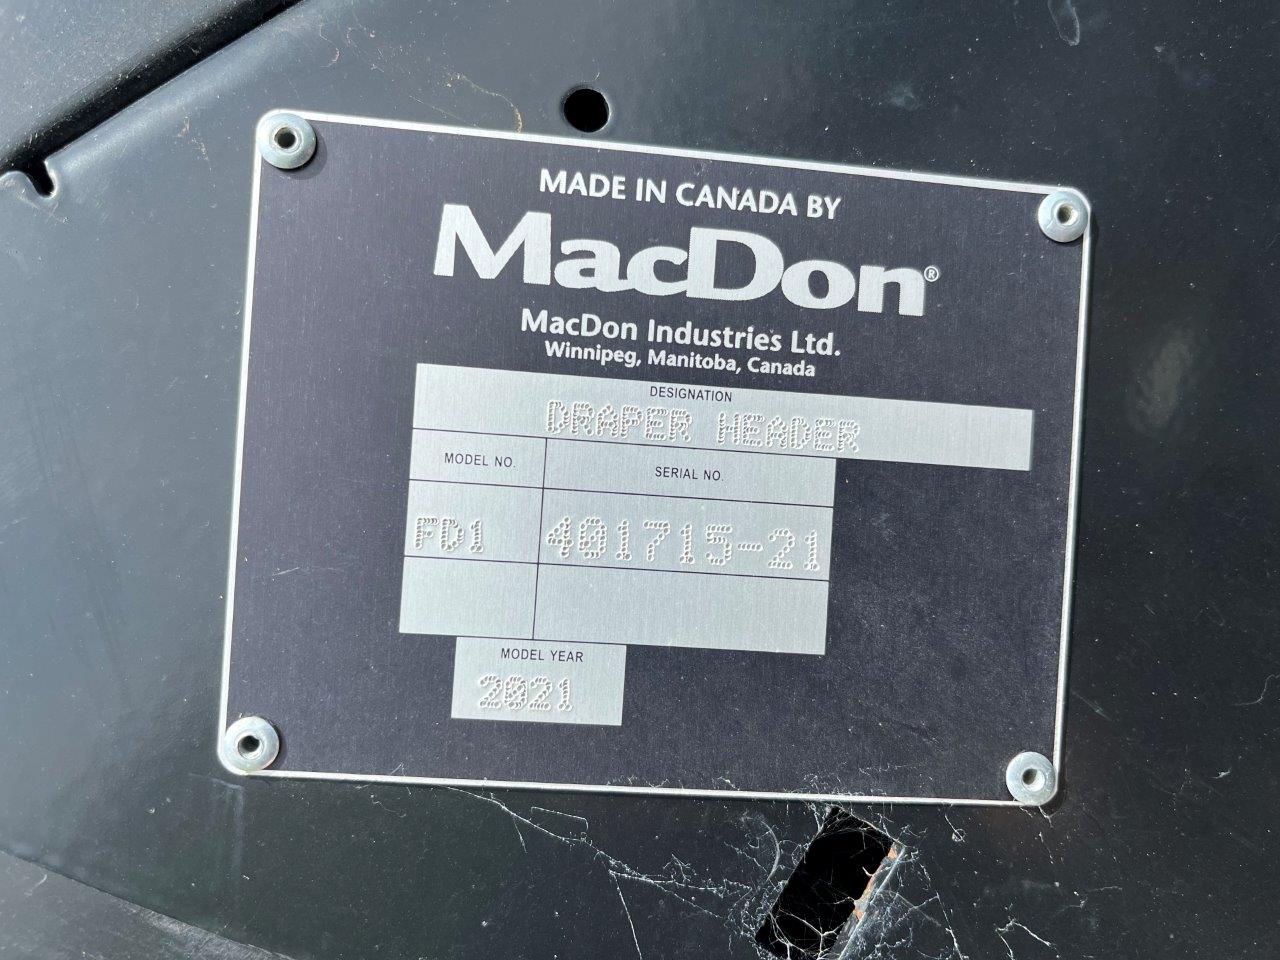 MADE IN CANADA BY
MacDon®
MacDon Industries Ltd.
Winnipeg, Manitoba, Canada
DESIGNATION
DRAPER HEADER
MODEL NO. SERIAL NO.
FD1 401715-21
MODEL YEAR
2021